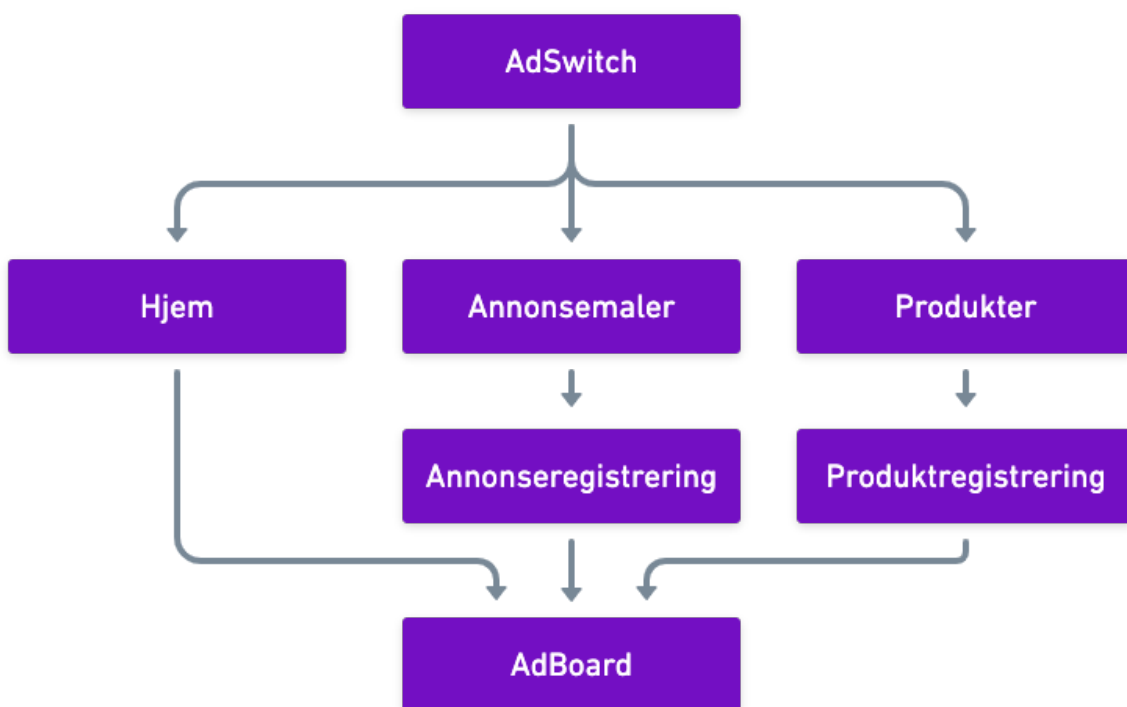 AdSwitch
Hjem
Annonsemaler
Produkter
Annonseregistrering
Produktregistrering
AdBoard